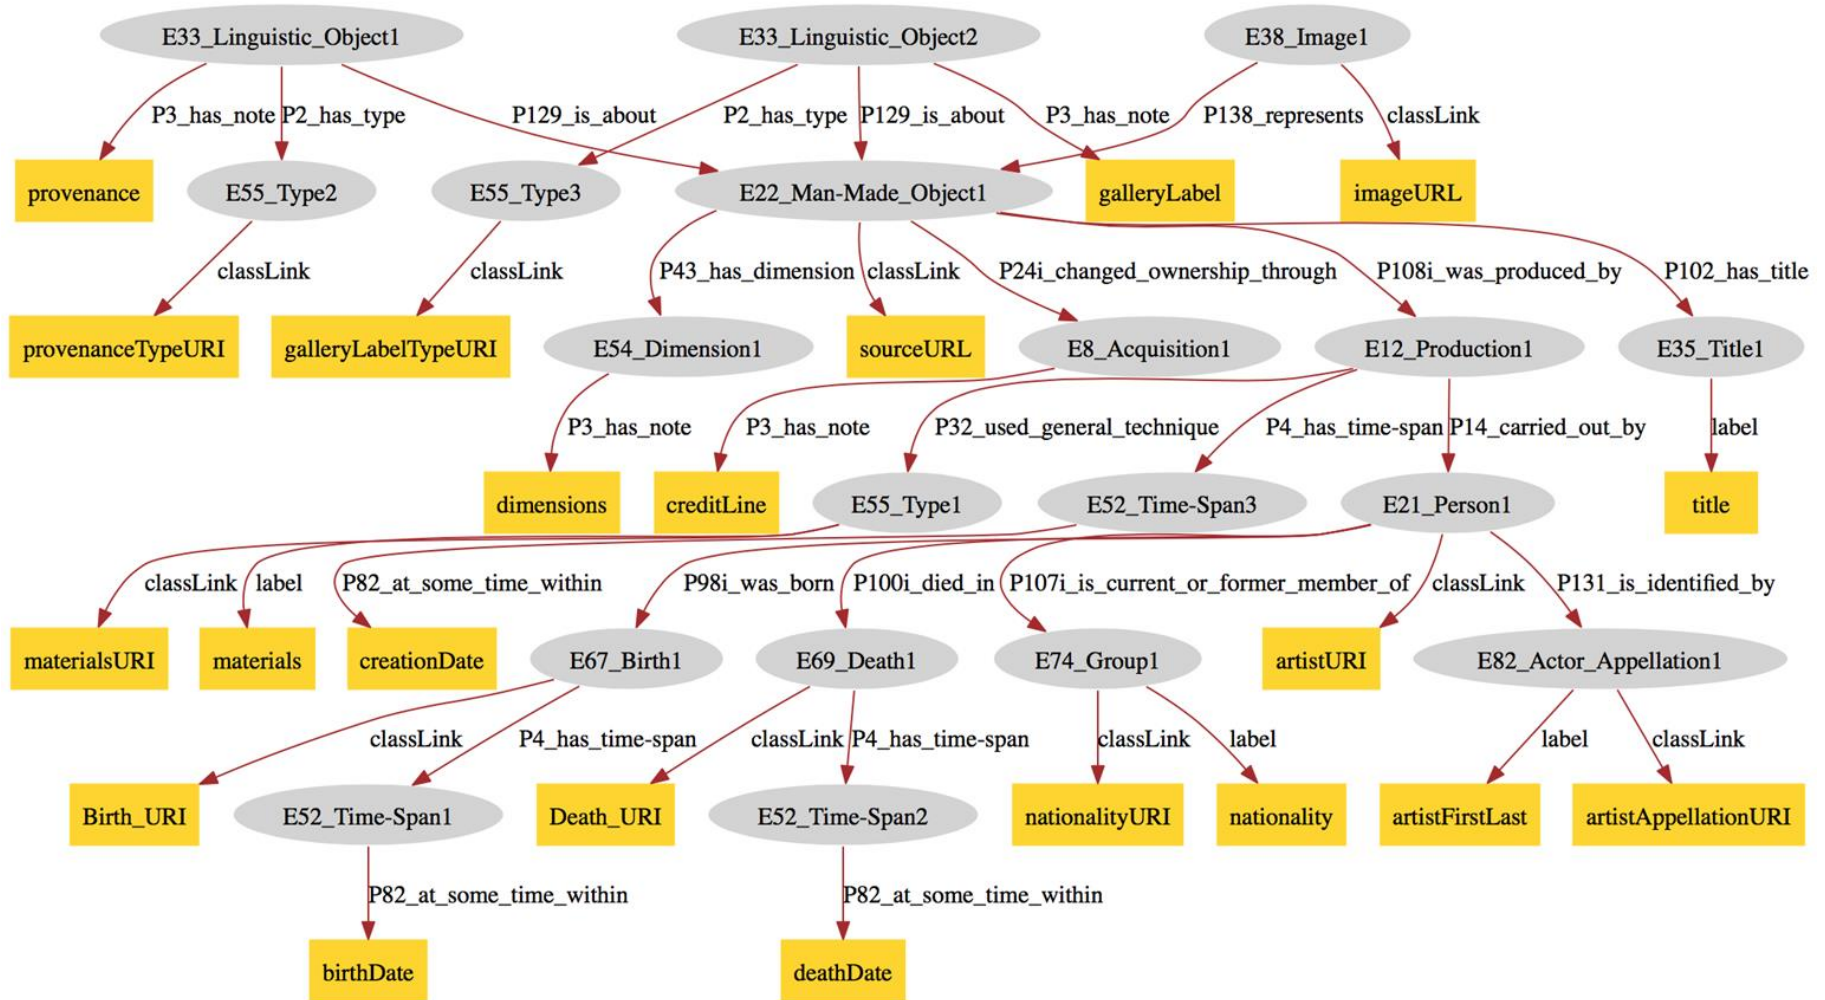 E33_Linguistic_Object1 E33_Linguistic_Object2 E38_Image1
P3_has_note P2_has_type P129_is_about P2_has_type P129_is_about P3_has_note P138_represents classLink
provenance E55_Type2 E55_Type3 E22_Man-Made_Object1 galleryLabel imageURL
classLink classLink P43_has_dimension classLink P24i_changed_ownership_through P108i_was_produced_by P102_has_title
provenanceTypeURI galleryLabelTypeURI E54_Dimension1 sourceURL E8_Acquisition1 E12_Production1 E35_Title1
P3_has_note P3_has_note P32_used_general_technique P4_has_time-span P14_carried_out_by label
dimensions creditLine E55_Type1 E52_Time-Span3 E21_Person1 title
classLink label P82_at_some_time_within P98i_was_born P100i_died_in P107i_is_current_or_former_member_of classLink P131_is_identified_by
materialsURI materials creationDate E67_Birth1 E69_Death1 E74_Group1 artistURI E82_Actor_Appellation1
classLink P4_has_time-span classLink P4_has_time-span classLink label label classLink
Birth_URI E52_Time-Span1 Death_URI E52_Time-Span2 nationalityURI nationality artistFirstLast artistAppellationURI
P82_at_some_time_within P82_at_some_time_within
birthDate deathDate